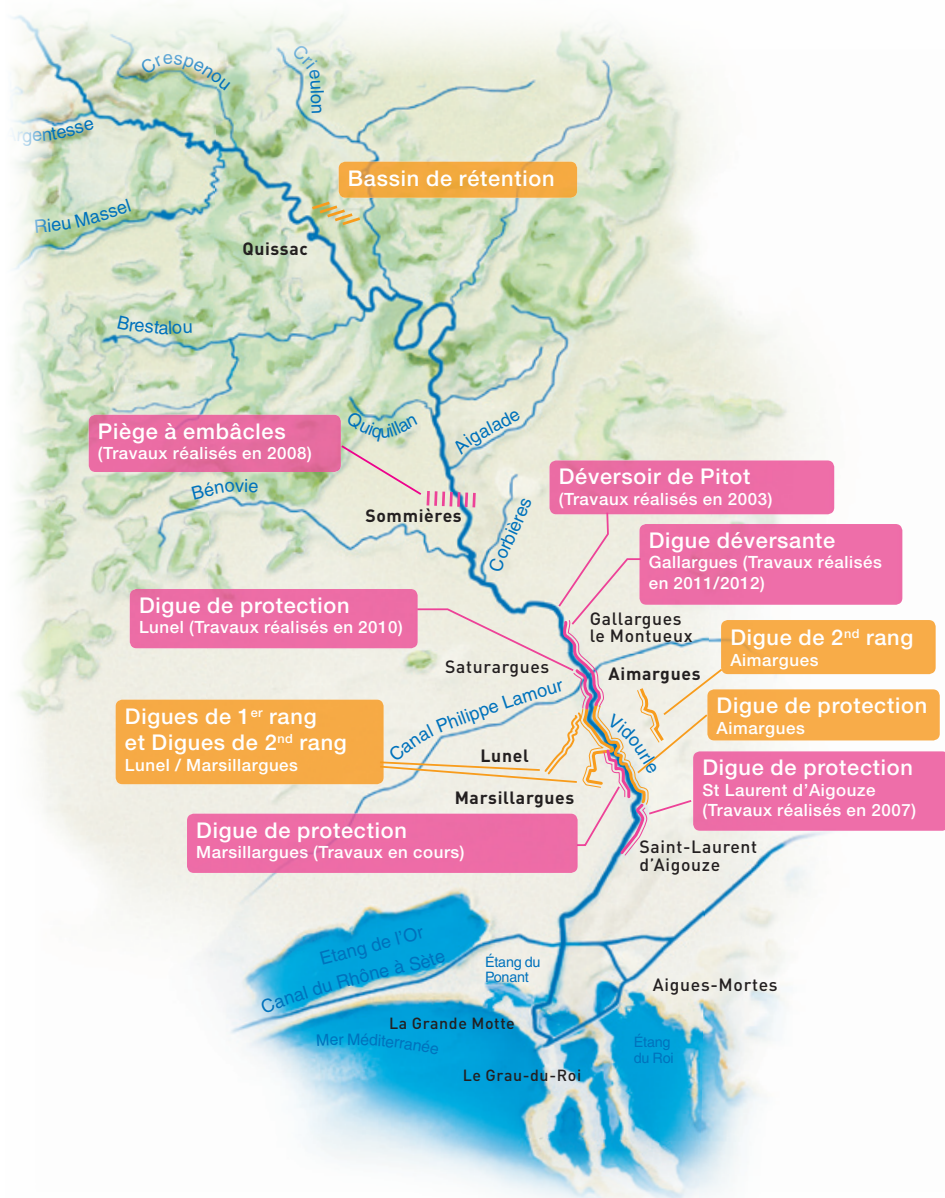 Crespenou
Crieulon
Rieu Massel
Bassin de rétention
Quissac
Brestalou
Quiquillan
Aigalade
Piège à embâcles
(Travaux réalisés en 2008)
Bénovie
Sommières
Corbières
Déversoir de Pitot
(Travaux réalisés en 2003)
Digue déversante
Gallargues (Travaux réalisés
en 2011/2012)
Digue de protection
Lunel (Travaux réalisés en 2010)
Gallargues
le Montueux
Digue de 2nd rang
Aimargues
Saturargues
Aimargues
Canal Philippe Lamour
Digue de protection
Aimargues
Digues de 1er rang
et Digues de 2nd rang
Lunel / Marsillargues
Vidourle
Lunel
Marsillargues
Digue de protection
St Laurent d'Aigouze
(Travaux réalisés en 2007)
Digue de protection
Marsillargues (Travaux en cours)
Saint-Laurent
d'Aigouze
Etang de l'Or
Canal du Rhône à Sète
Étang du
Ponant
Aigues-Mortes
La Grande Motte
Mer Méditerranée
Étang
du Roi
Le Grau-du-Roi